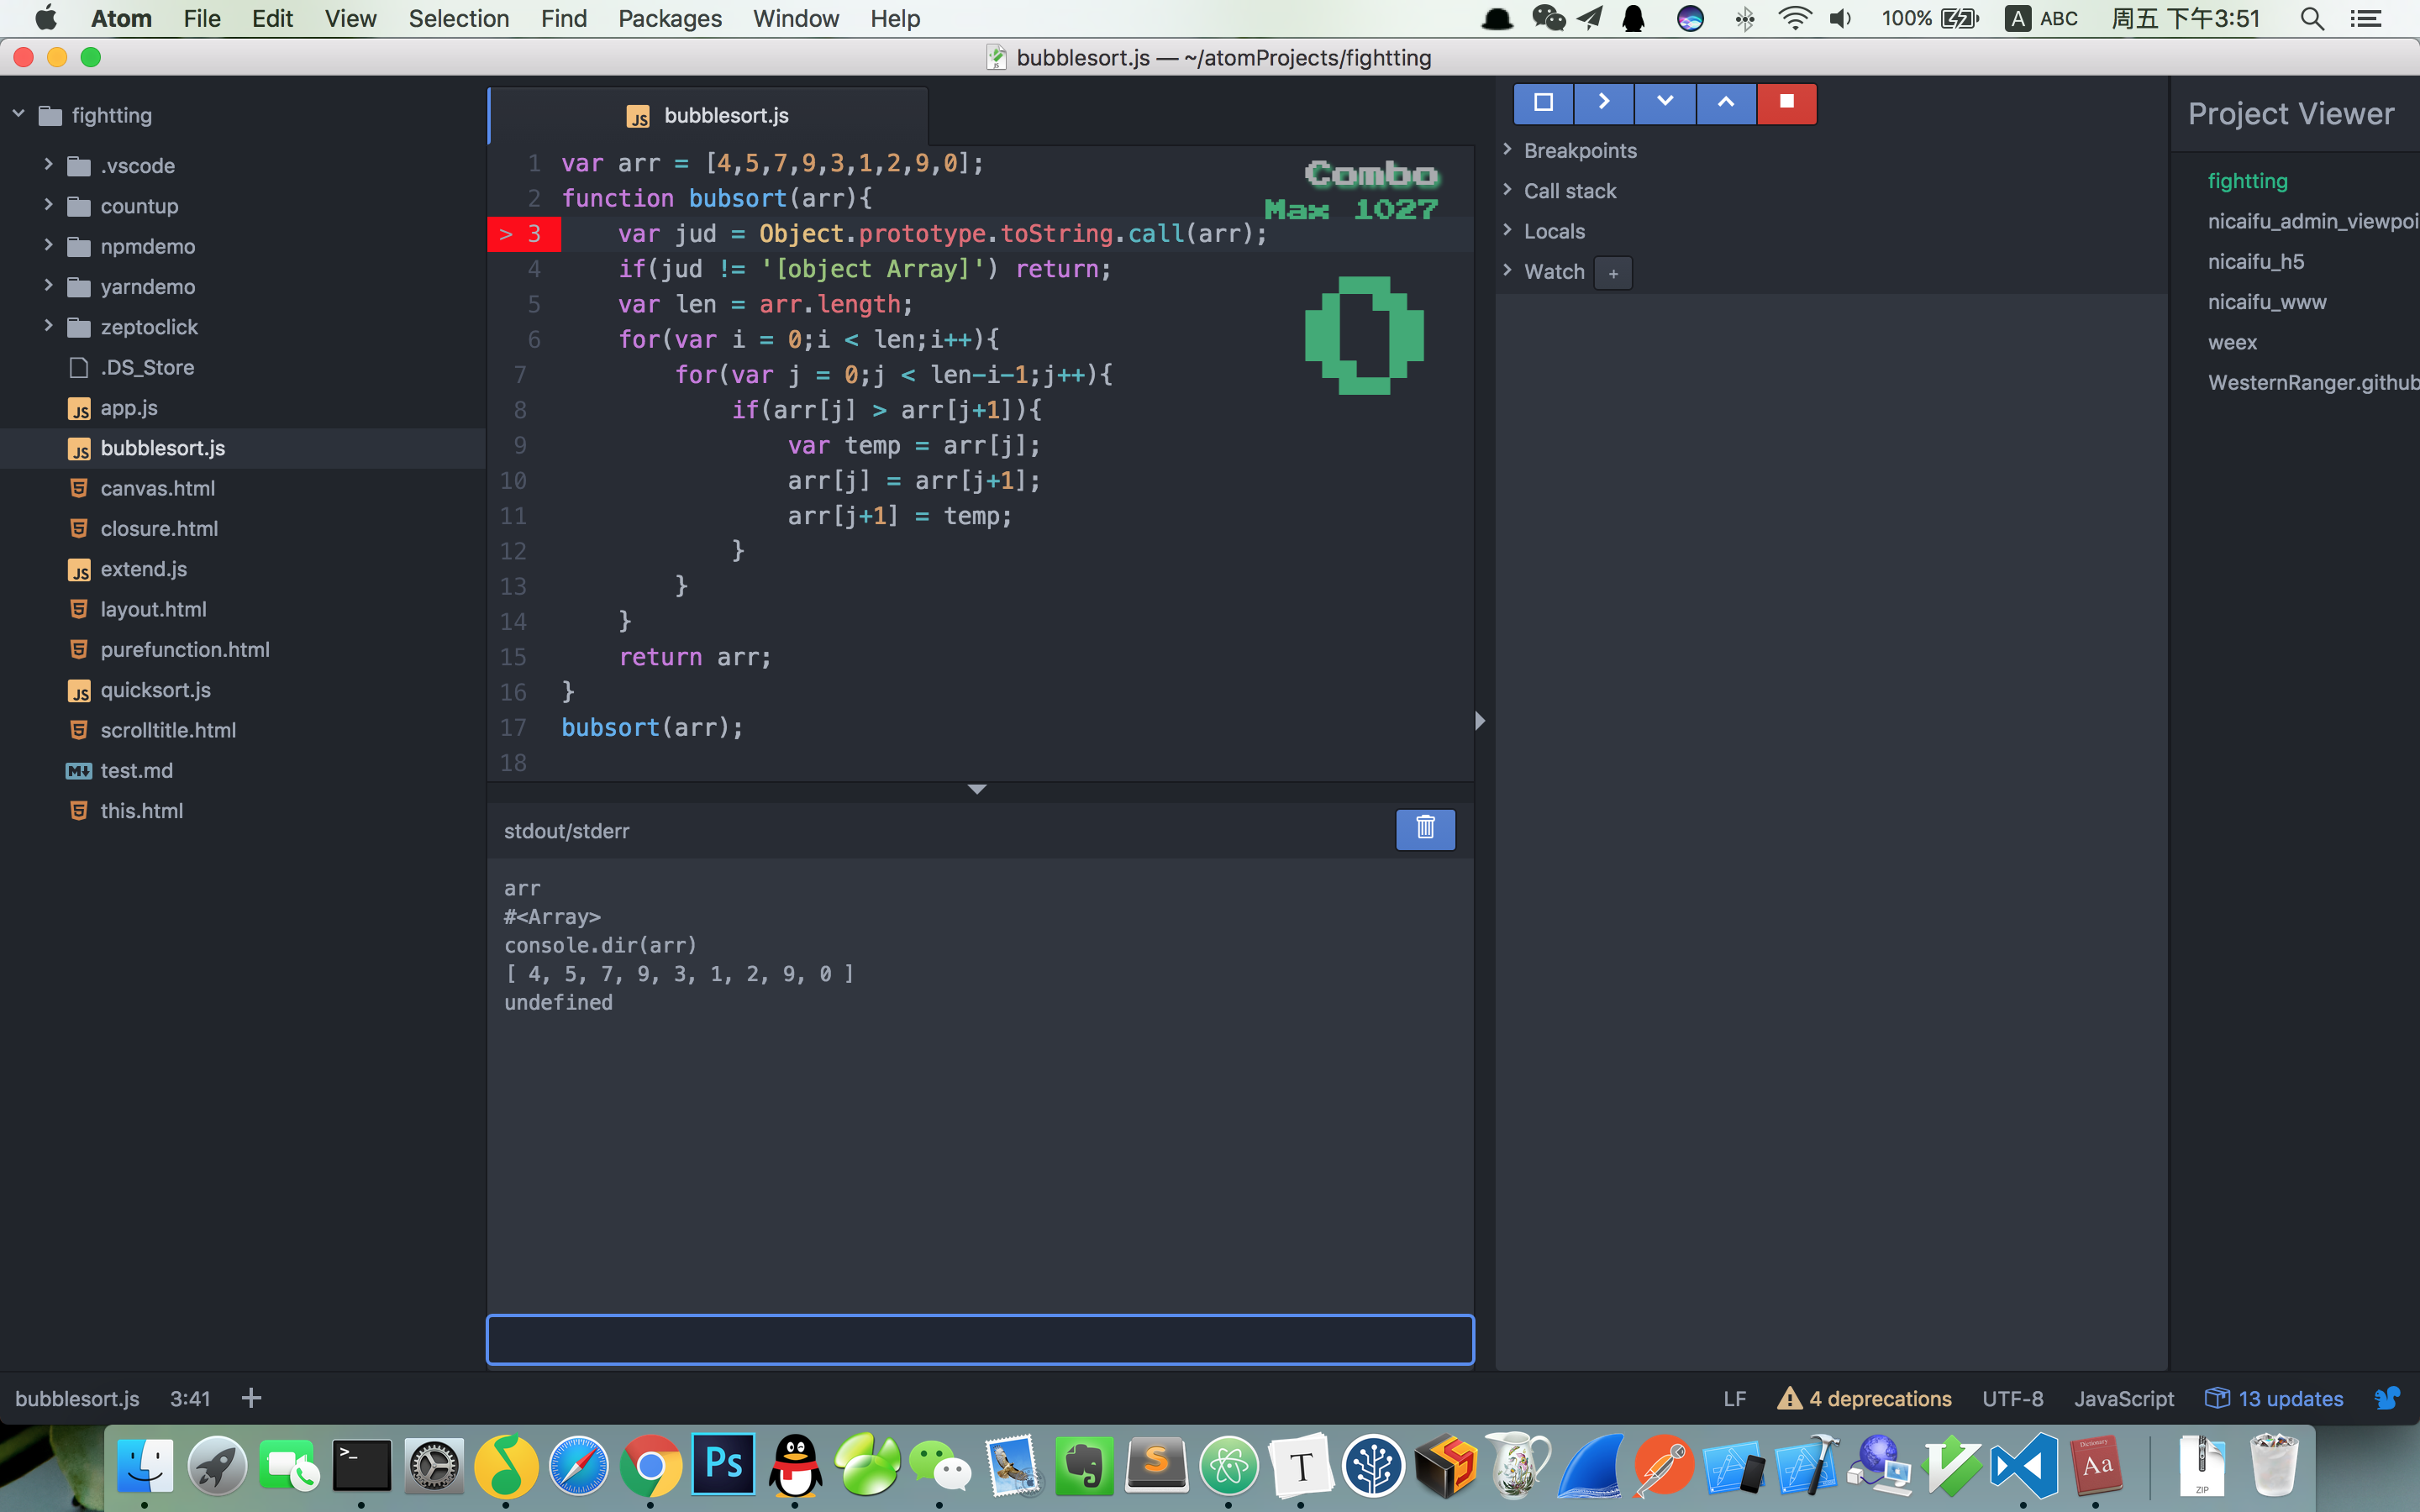 Atom File Edit View Selection Find Packages Window Help 100% A ABC 周五 下午3:51
bubblesort.js — ~/atomProjects/fightting
fightting
.vscode
countup
npmdemo
yarndemo
zeptoclick
.DS_Store
app.js
bubblesort.js
canvas.html
closure.html
extend.js
layout.html
purefunction.html
quicksort.js
scrolltitle.html
test.md
this.html
bubblesort.js
1 var arr = [4,5,7,9,3,1,2,9,0];
2 function bubsort(arr){
> 3 var jud = Object.prototype.toString.call(arr);
4 if(jud != '[object Array]') return;
5 var len = arr.length;
6 for(var i = 0;i < len;i++){
7 for(var j = 0;j < len-i-1;j++){
8 if(arr[j] > arr[j+1]){
9 var temp = arr[j];
10 arr[j] = arr[j+1];
11 arr[j+1] = temp;
12 }
13 }
14 }
15 return arr;
16 }
17 bubsort(arr);
18
Combo
Max 1027
0
stdout/stderr
arr
#<Array>
console.dir(arr)
[ 4, 5, 7, 9, 3, 1, 2, 9, 0 ]
undefined
Breakpoints
Call stack
Locals
Watch +
Project Viewer
fightting
nicaifu_admin_viewpoi
nicaifu_h5
nicaifu_www
weex
WesternRanger.github
bubblesort.js 3:41 + LF 4 deprecations UTF-8 JavaScript 13 updates
>_ Ps S T Dictionary Aa ZIP